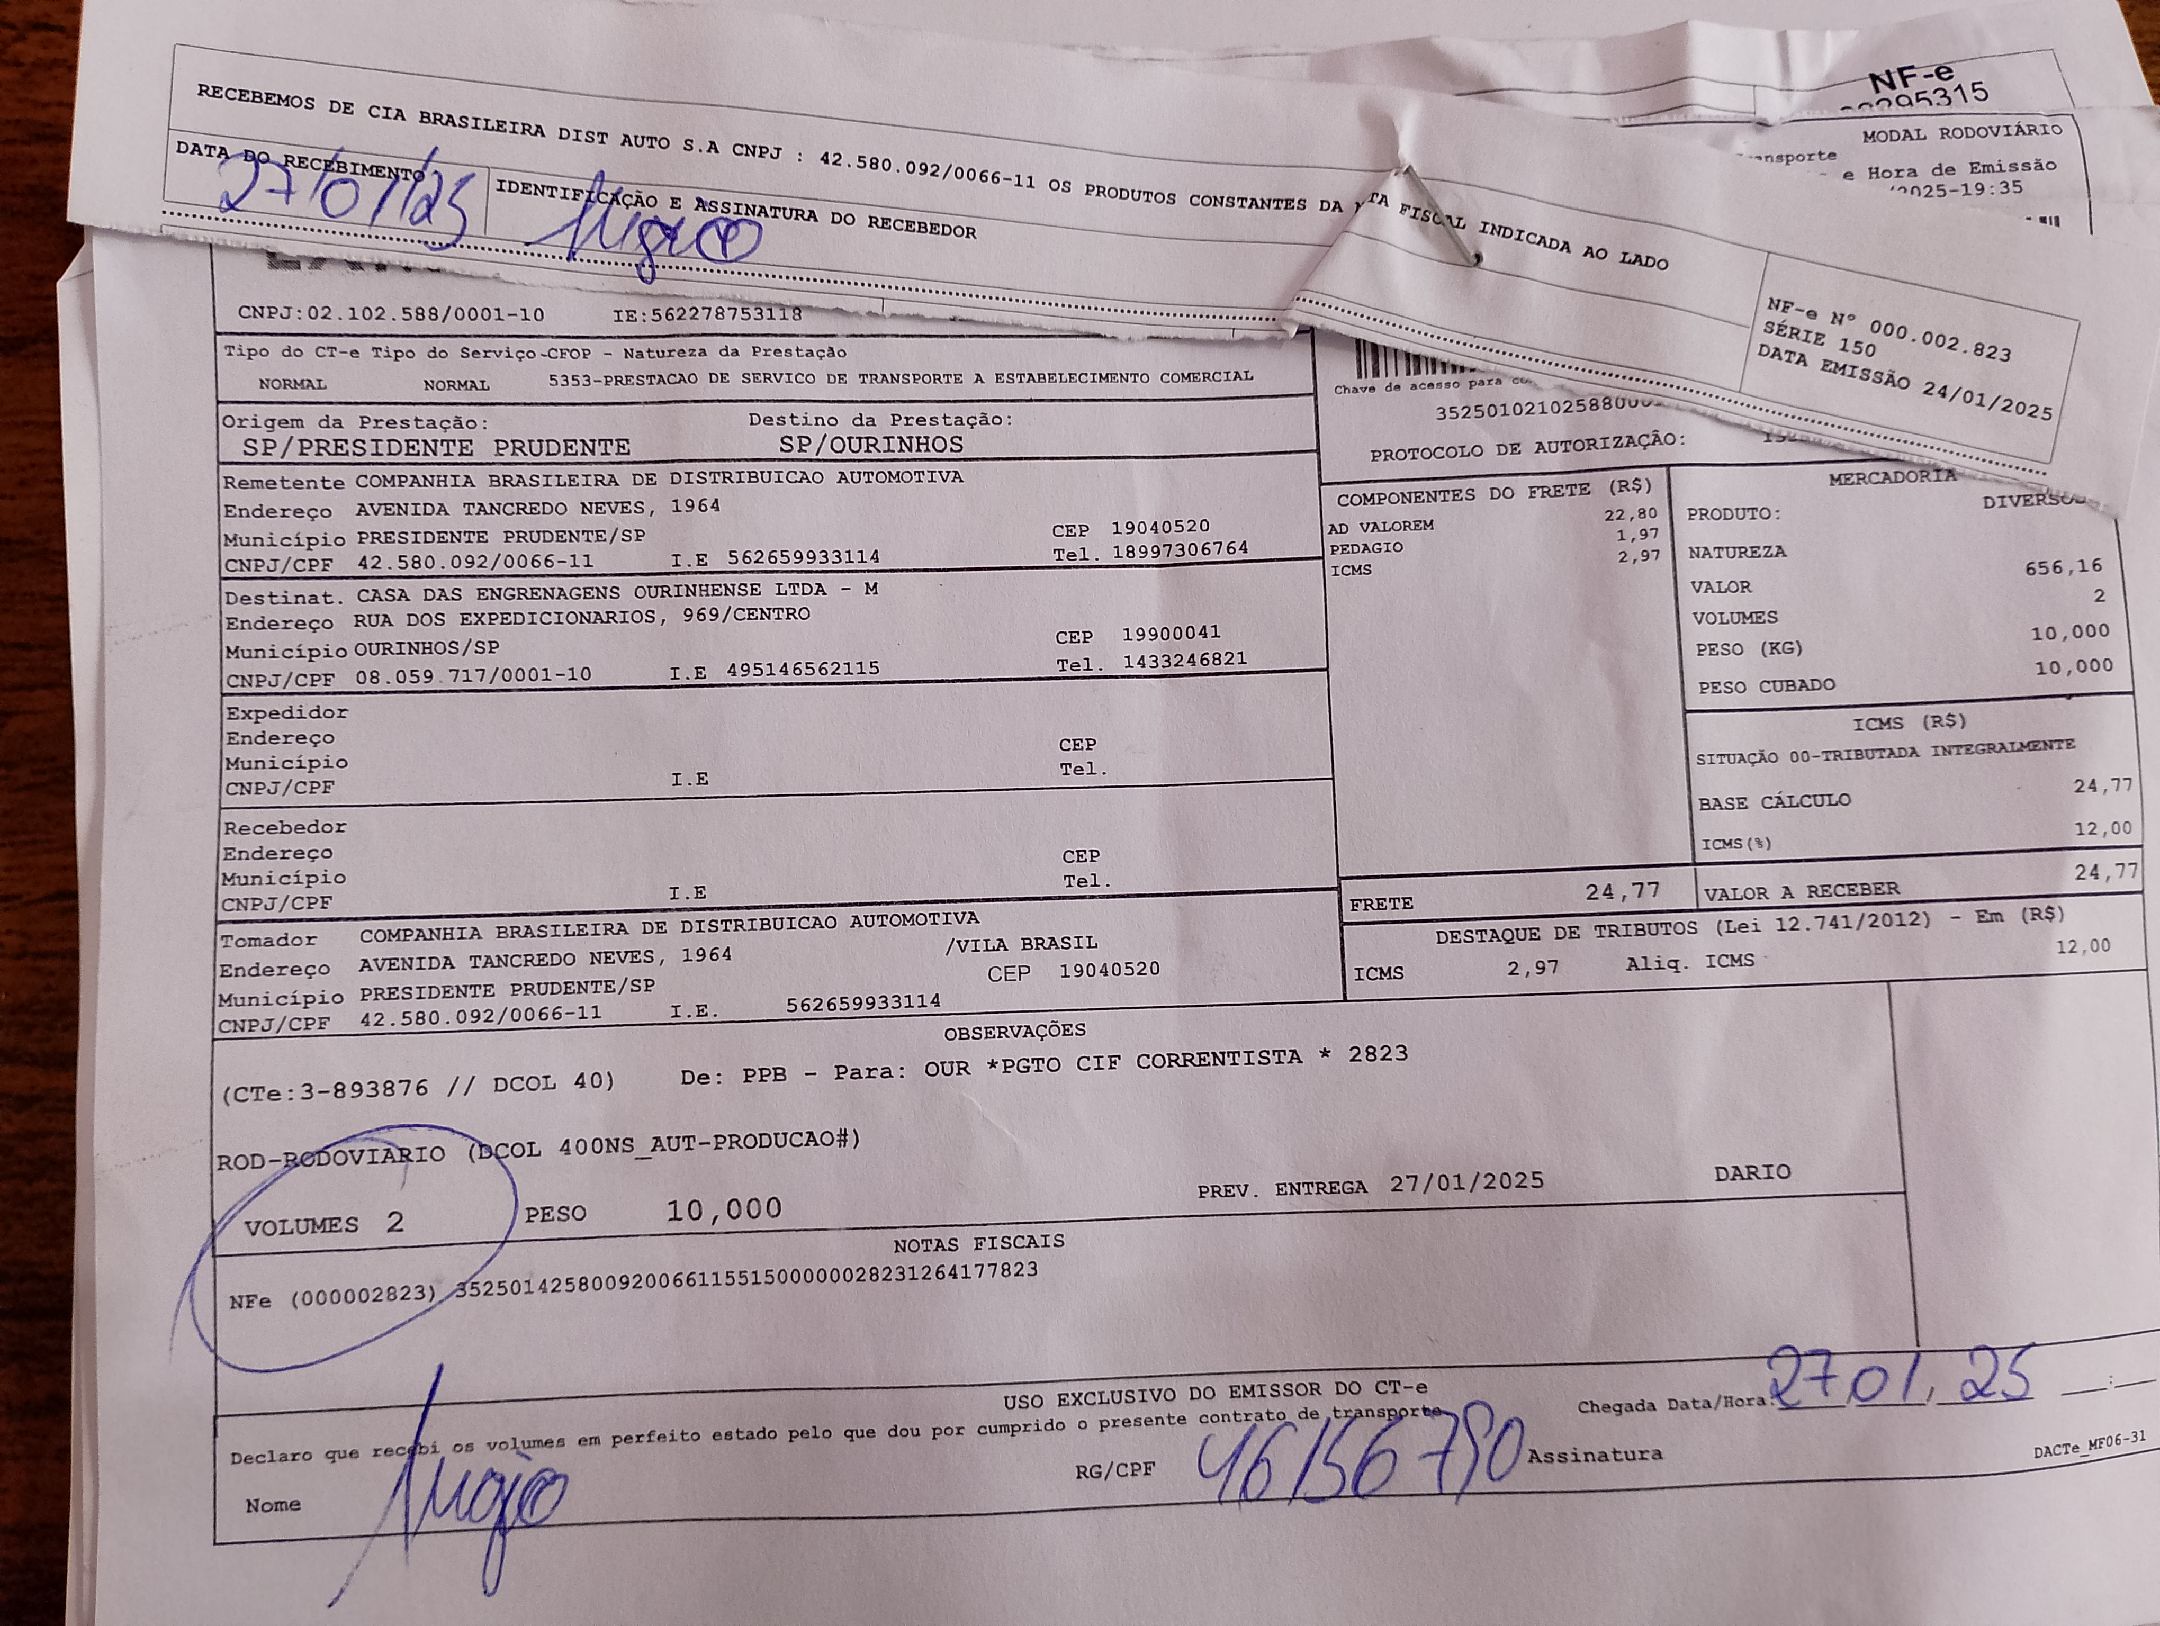 NF-e
MODAL RODOVIÁRIO
e Hora de Emissão
2025-19:35
RECEBEMOS DE CIA BRASILEIRA DIST AUTO S.A CNPJ : 42.580.092/0066-11 OS PRODUTOS CONSTANTES DA FISCAL INDICADA AO LADO
DATA DO RECEBIMENTO
27/01/25
IDENTIFICAÇÃO E ASSINATURA DO RECEBEDOR
NF-e Nº 000.002.823
SÉRIE 150
DATA EMISSÃO 24/01/2025
CNPJ:02.102.588/0001-10 IE:562278753118
Tipo do CT-e Tipo do Serviço-CFOP - Natureza da Prestação
NORMAL NORMAL 5353-PRESTACAO DE SERVICO DE TRANSPORTE A ESTABELECIMENTO COMERCIAL
Chave de acesso para
PROTOCOLO DE AUTORIZAÇÃO:
Origem da Prestação: Destino da Prestação:
SP/PRESIDENTE PRUDENTE SP/OURINHOS
Remetente COMPANHIA BRASILEIRA DE DISTRIBUICAO AUTOMOTIVA
Endereço AVENIDA TANCREDO NEVES, 1964
Município PRESIDENTE PRUDENTE/SP CEP 19040520
CNPJ/CPF 42.580.092/0066-11 I.E 562659933114 Tel. 18997306764
Destinat. CASA DAS ENGRENAGENS OURINHENSE LTDA - M
Endereço RUA DOS EXPEDICIONARIOS, 969/CENTRO
Município OURINHOS/SP CEP 19900041
CNPJ/CPF 08.059.717/0001-10 I.E 495146562115 Tel. 1433246821
Expedidor
Endereço
Município CEP
CNPJ/CPF I.E Tel.
Recebedor
Endereço
Município CEP
CNPJ/CPF I.E Tel.
Tomador COMPANHIA BRASILEIRA DE DISTRIBUICAO AUTOMOTIVA
Endereço AVENIDA TANCREDO NEVES, 1964 /VILA BRASIL
Município PRESIDENTE PRUDENTE/SP CEP 19040520
CNPJ/CPF 42.580.092/0066-11 I.E. 562659933114
COMPONENTES DO FRETE (R$)
AD VALOREM 22,80
PEDAGIO 1,97
ICMS 2,97
MERCADORIA
PRODUTO: DIVERSOS
NATUREZA
VALOR 656,16
VOLUMES 2
PESO (KG) 10,000
PESO CUBADO 10,000
ICMS (R$)
SITUAÇÃO 00-TRIBUTADA INTEGRALMENTE
BASE CÁLCULO 24,77
ICMS(%) 12,00
FRETE 24,77 VALOR A RECEBER 24,77
DESTAQUE DE TRIBUTOS (Lei 12.741/2012) - Em (R$)
ICMS 2,97 Aliq. ICMS 12,00
OBSERVAÇÕES
(CTe:3-893876 // DCOL 40) De: PPB - Para: OUR *PGTO CIF CORRENTISTA * 2823
ROD-RODOVIARIO (DCOL 400NS_AUT-PRODUCAO#)
VOLUMES 2 PESO 10,000 PREV. ENTREGA 27/01/2025 DARIO
NOTAS FISCAIS
NFe (000002823) 35250142580092006611551500000028231264177823
USO EXCLUSIVO DO EMISSOR DO CT-e
Declaro que recebi os volumes em perfeito estado pelo que dou por cumprido o presente contrato de transporte
Chegada Data/Hora: 27 01, 25 __:__
Nome RG/CPF 46156790 Assinatura
DACTe_MF06-31